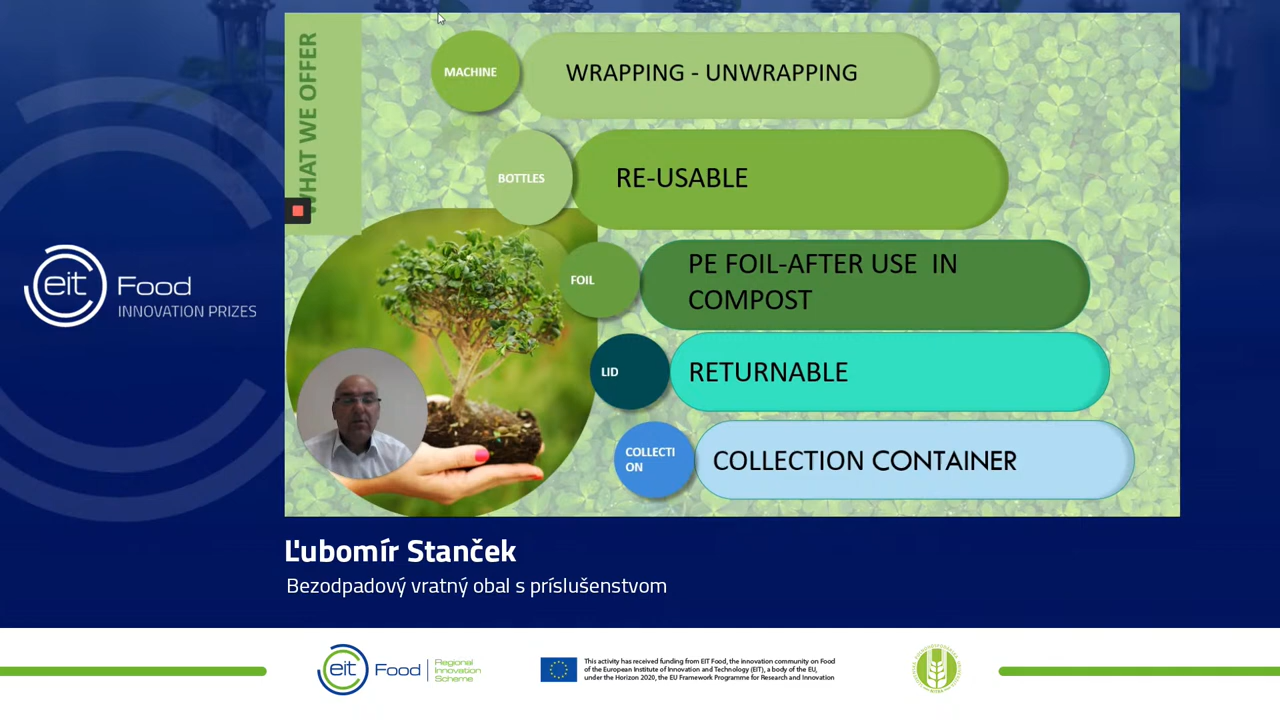 WHAT WE OFFER
MACHINE
WRAPPING - UNWRAPPING
BOTTLES
RE-USABLE
FOIL
PE FOIL-AFTER USE IN
COMPOST
LID
RETURNABLE
COLLECTI
ON
COLLECTION CONTAINER
eit Food
INNOVATION PRIZES
Ľubomír Stanček
Bezodpadový vratný obal s príslušenstvom
eit Food
Regional
Innovation
Scheme
This activity has received funding from EIT Food, the innovation community on Food
of the European Institute of Innovation and Technology (EIT), a body of the EU,
under the Horizon 2020, the EU Framework Programme for Research and Innovation